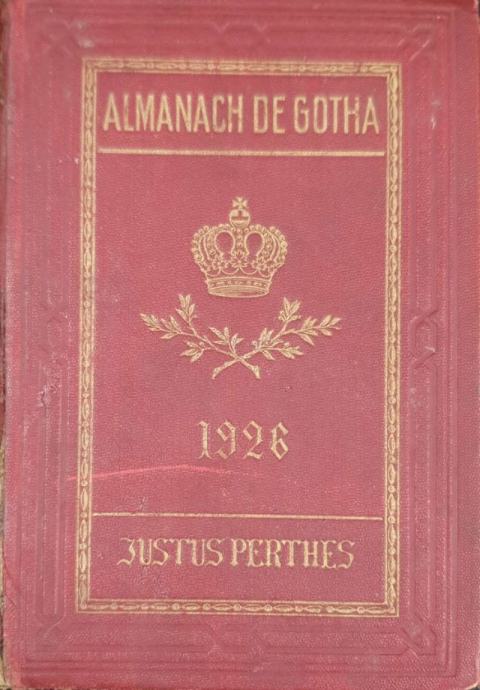 ALMANACH DE GOTHA
1926
JUSTUS PERTHES